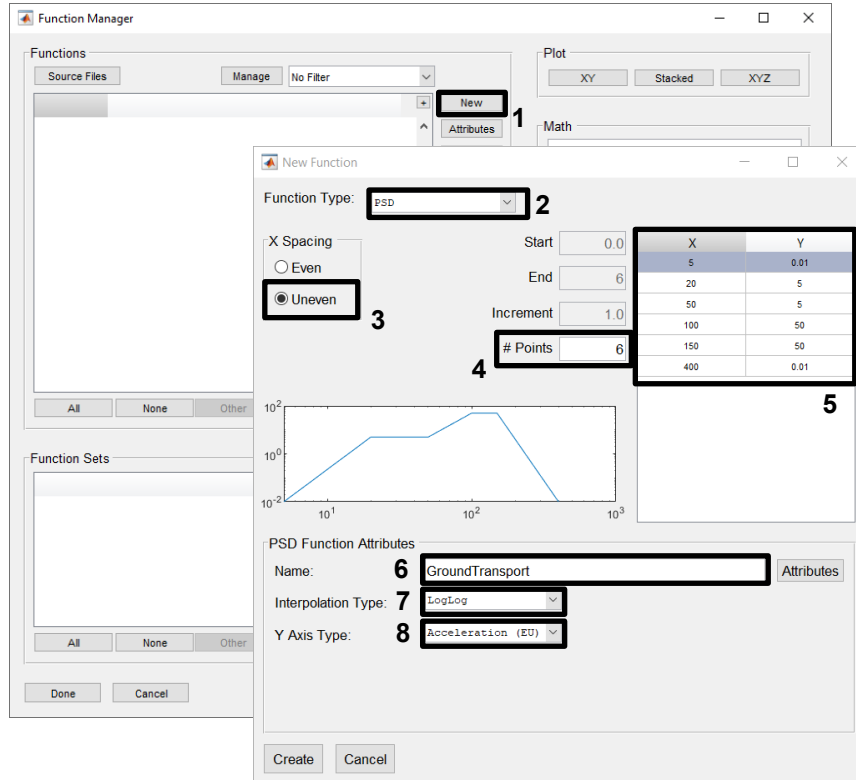 Function Manager
Functions
Source Files
Manage
No Filter
+
New
1
Attributes
Plot
XY
Stacked
XYZ
Math
All
None
Other
Function Sets
All
None
Other
Done
Cancel
New Function
Function Type:
PSD
2
X Spacing
Even
Uneven
3
Start
0.0
End
6
Increment
1.0
# Points
6
4
X Y
5 0.01
20 5
50 5
100 50
150 50
400 0.01
5
10^2
10^0
10^-2
10^1 10^2 10^3
PSD Function Attributes
Name:
6
GroundTransport
Attributes
Interpolation Type:
7
LogLog
Y Axis Type:
8
Acceleration (EU)
Create
Cancel